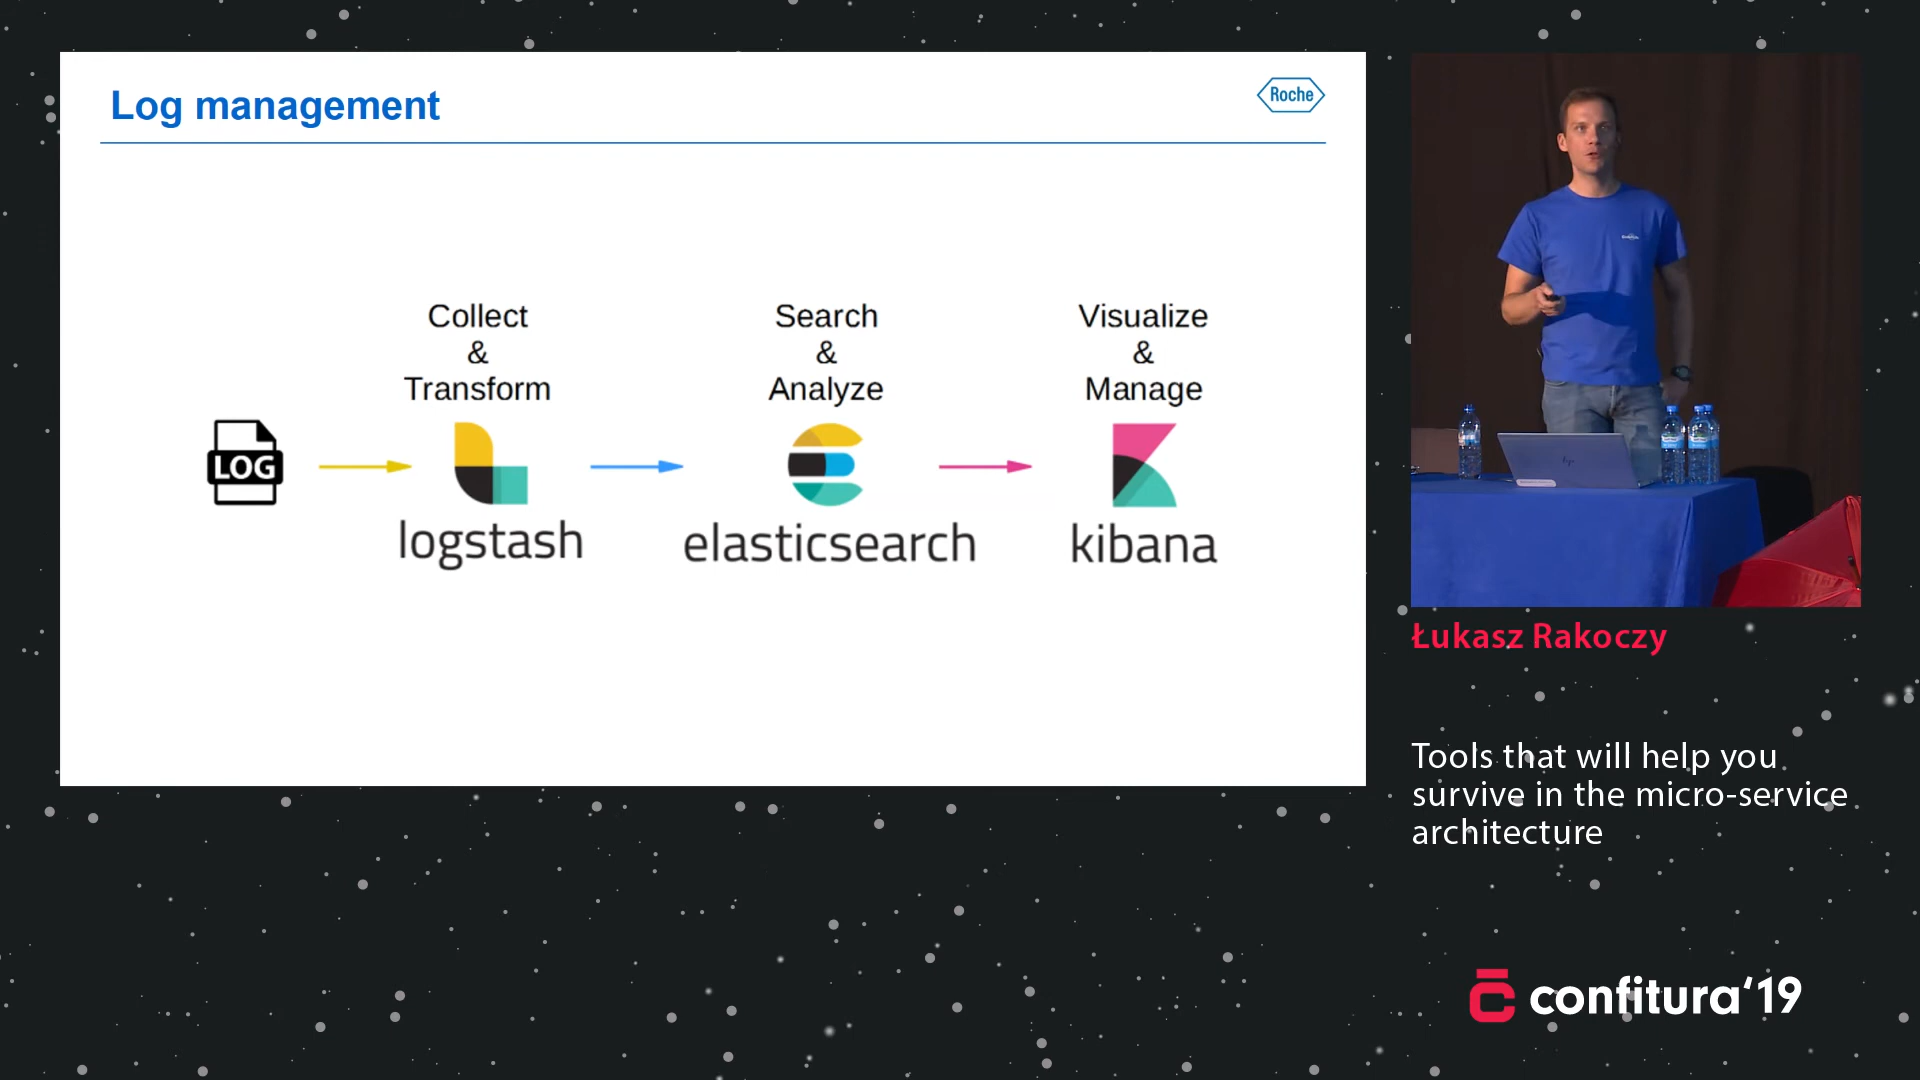 Log management
Roche
Collect
&
Transform
Search
&
Analyze
Visualize
&
Manage
LOG
logstash
elasticsearch
kibana
Łukasz Rakoczy
Tools that will help you
survive in the micro-service
architecture
confitura‘19